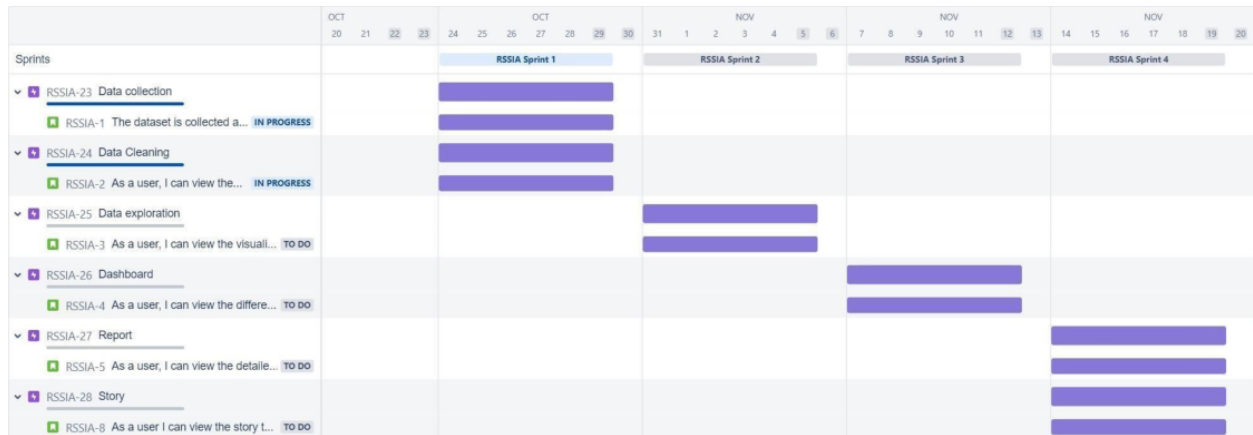 OCT OCT NOV NOV NOV
20 21 22 23 24 25 26 27 28 29 30 31 1 2 3 4 5 6 7 8 9 10 11 12 13 14 15 16 17 18 19 20
Sprints RSSIA Sprint 1 RSSIA Sprint 2 RSSIA Sprint 3 RSSIA Sprint 4
RSSIA-23 Data collection
RSSIA-1 The dataset is collected a... IN PROGRESS
RSSIA-24 Data Cleaning
RSSIA-2 As a user, I can view the... IN PROGRESS
RSSIA-25 Data exploration
RSSIA-3 As a user, I can view the visuali... TO DO
RSSIA-26 Dashboard
RSSIA-4 As a user, I can view the differe... TO DO
RSSIA-27 Report
RSSIA-5 As a user, I can view the detaile... TO DO
RSSIA-28 Story
RSSIA-8 As a user I can view the story t... TO DO